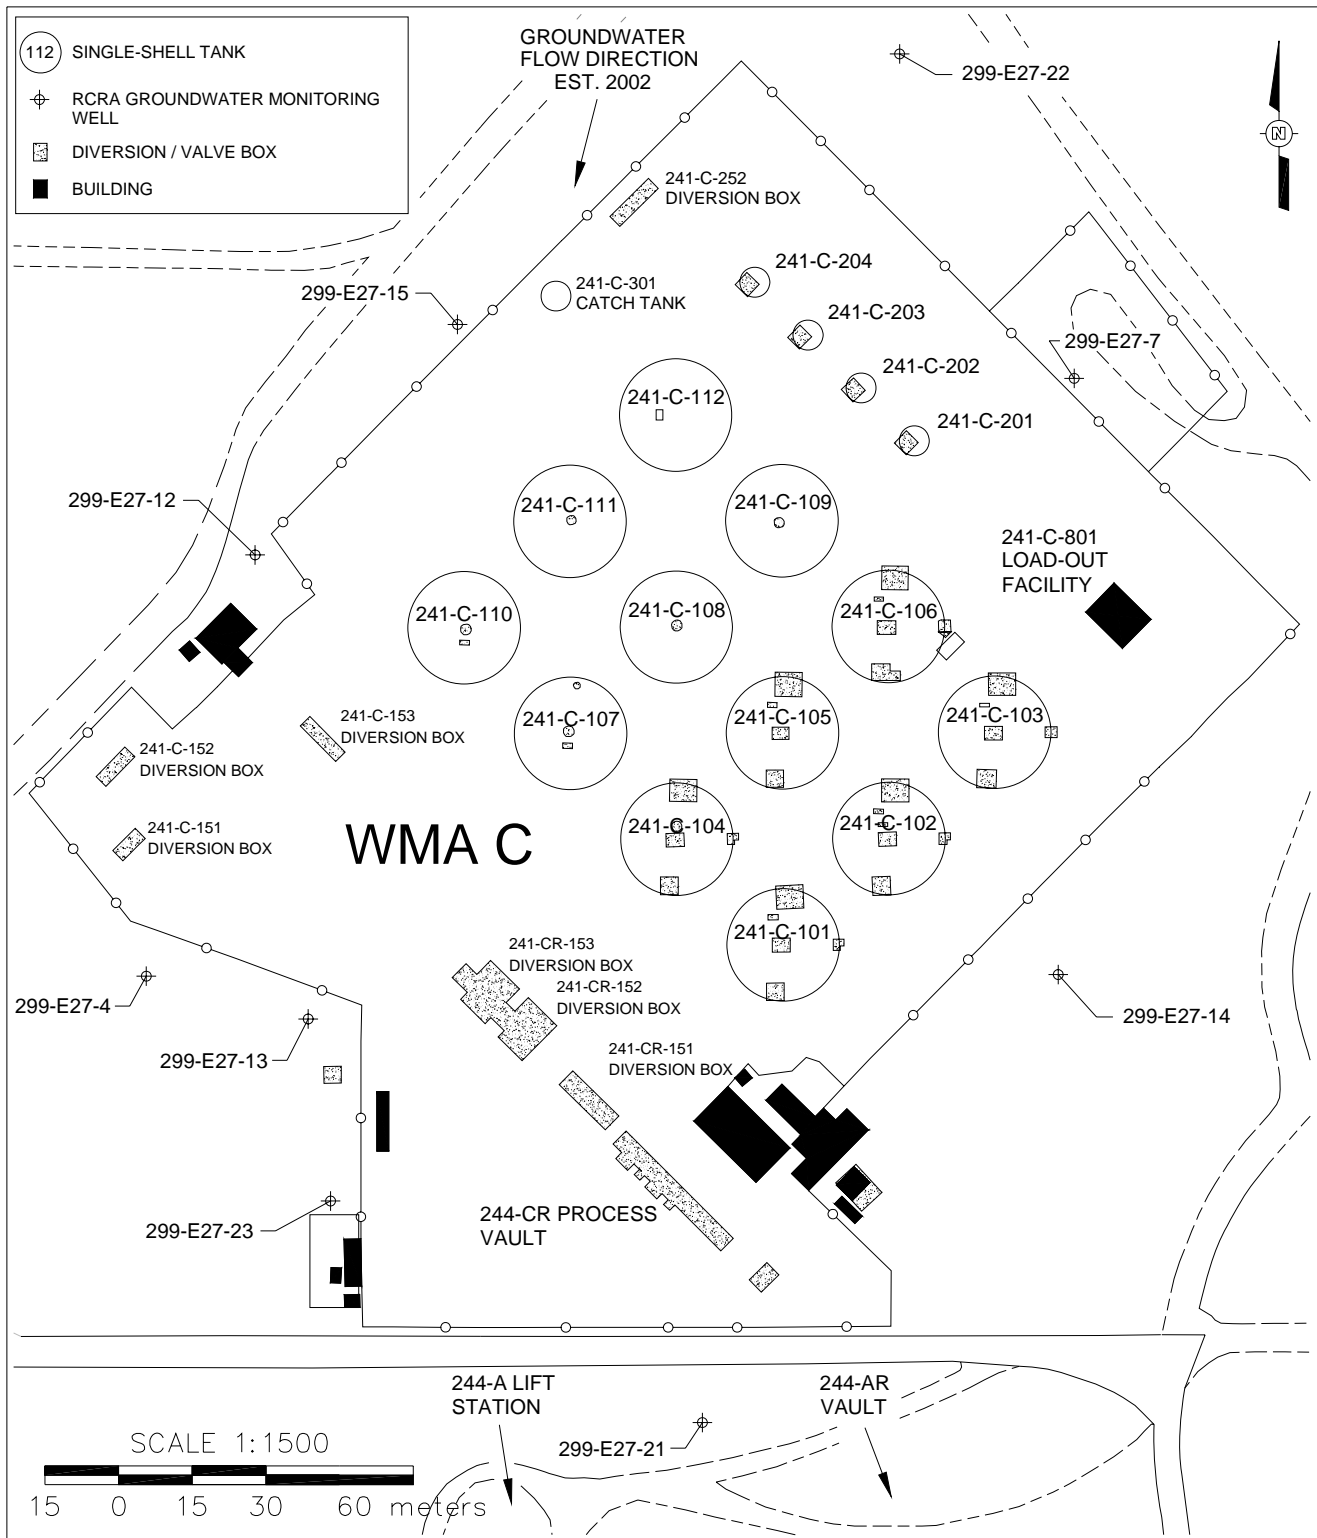 GROUNDWATER
FLOW DIRECTION
EST. 2002
112 SINGLE-SHELL TANK
RCRA GROUNDWATER MONITORING
WELL
DIVERSION / VALVE BOX
BUILDING
299-E27-22
N
241-C-252
DIVERSION BOX
241-C-204
241-C-301
CATCH TANK
299-E27-15
241-C-203
299-E27-7
241-C-202
241-C-112
241-C-201
299-E27-12
241-C-111
241-C-109
241-C-801
LOAD-OUT
FACILITY
241-C-110
241-C-108
241-C-106
241-C-153
DIVERSION BOX
241-C-107
241-C-105
241-C-103
241-C-152
DIVERSION BOX
241-C-151
DIVERSION BOX
WMA C
241-C-104
241-C-102
241-C-101
241-CR-153
DIVERSION BOX
241-CR-152
DIVERSION BOX
299-E27-4
299-E27-14
299-E27-13
241-CR-151
DIVERSION BOX
299-E27-23
244-CR PROCESS
VAULT
244-A LIFT
STATION
244-AR
VAULT
299-E27-21
SCALE 1:1500
15 0 15 30 60 meters